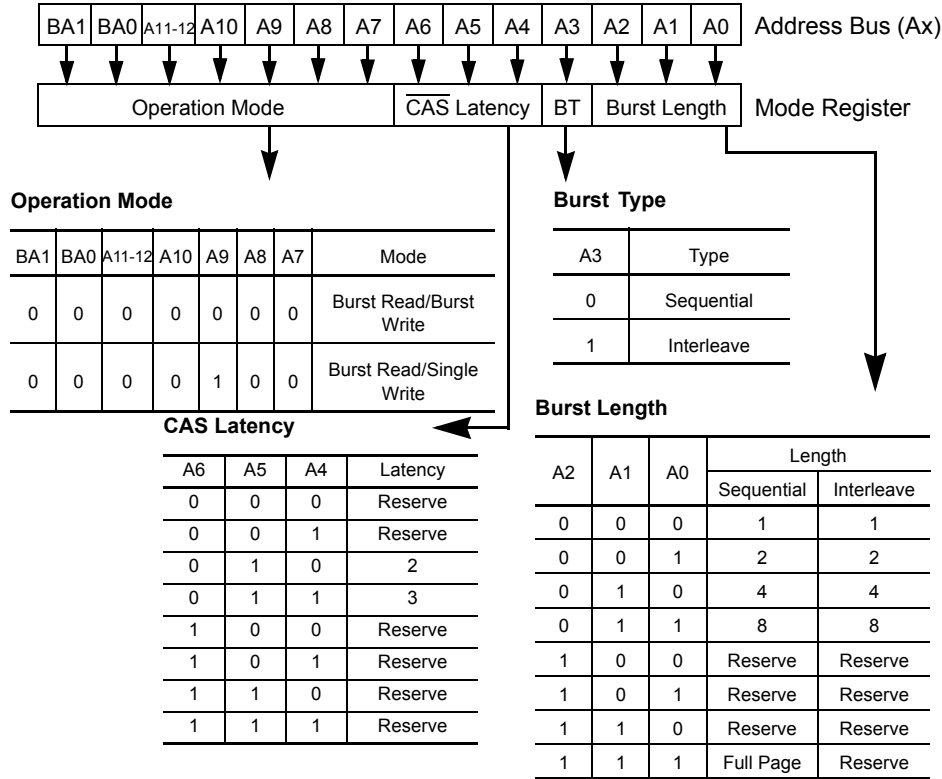 BA1 BA0 A11-12 A10 A9 A8 A7 A6 A5 A4 A3 A2 A1 A0 Address Bus (Ax)
Operation Mode CAS Latency BT Burst Length Mode Register
Operation Mode
BA1 BA0 A11-12 A10 A9 A8 A7 Mode
0 0 0 0 0 0 0 Burst Read/Burst
Write
0 0 0 0 1 0 0 Burst Read/Single
Write
Burst Type
A3 Type
0 Sequential
1 Interleave
CAS Latency
A6 A5 A4 Latency
0 0 0 Reserve
0 0 1 Reserve
0 1 0 2
0 1 1 3
1 0 0 Reserve
1 0 1 Reserve
1 1 0 Reserve
1 1 1 Reserve
Burst Length
A2 A1 A0 Length
Sequential Interleave
0 0 0 1 1
0 0 1 2 2
0 1 0 4 4
0 1 1 8 8
1 0 0 Reserve Reserve
1 0 1 Reserve Reserve
1 1 0 Reserve Reserve
1 1 1 Full Page Reserve